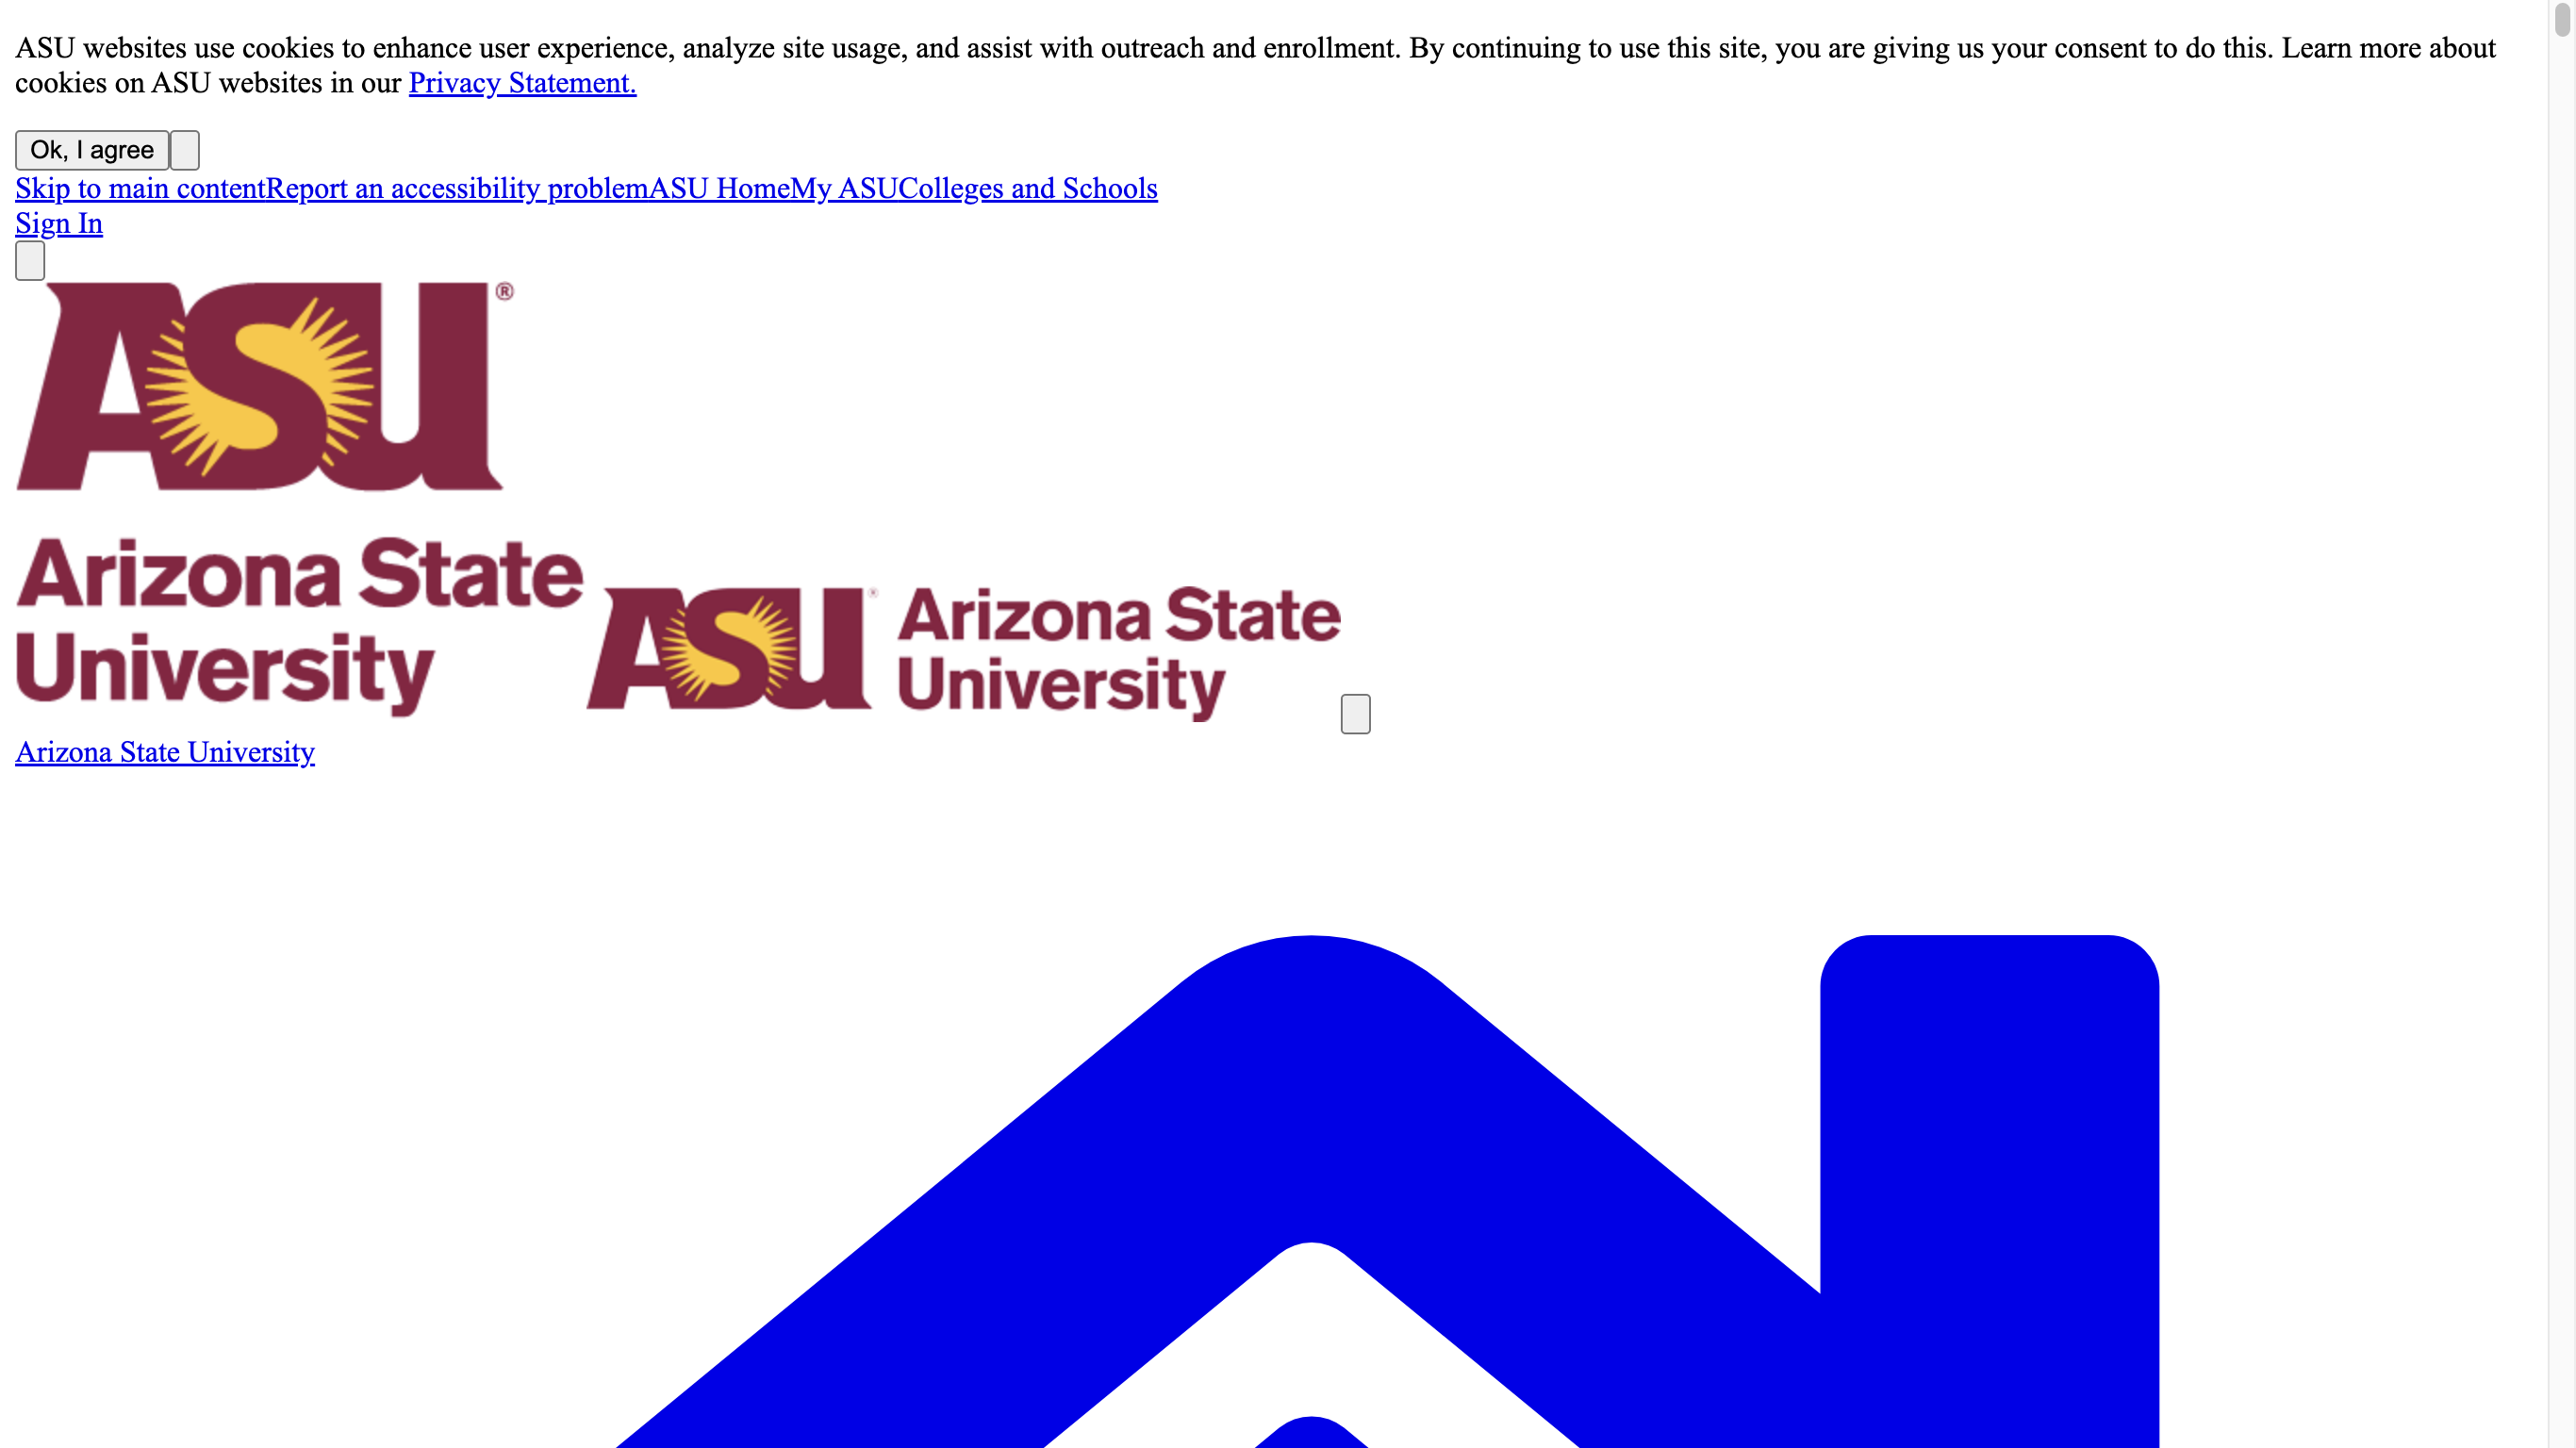 ASU websites use cookies to enhance user experience, analyze site usage, and assist with outreach and enrollment. By continuing to use this site, you are giving us your consent to do this. Learn more about
cookies on ASU websites in our Privacy Statement.
Ok, I agree
Skip to main contentReport an accessibility problemASU HomeMy ASUColleges and Schools
Sign In
ASU®
Arizona State
University
ASU® Arizona State
University
Arizona State University